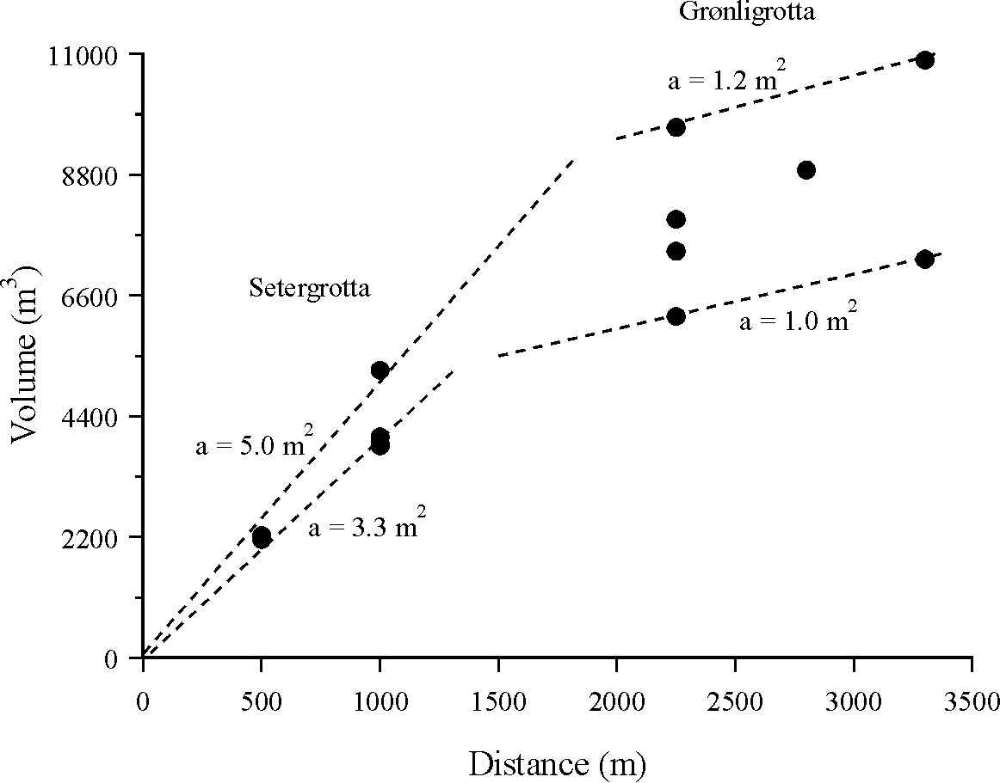 Grønligrotta
11000
a = 1.2 m²
8800
Setergrotta
6600
a = 1.0 m²
Volume (m³)
4400
a = 5.0 m²
a = 3.3 m²
2200
0
0 500 1000 1500 2000 2500 3000 3500
Distance (m)